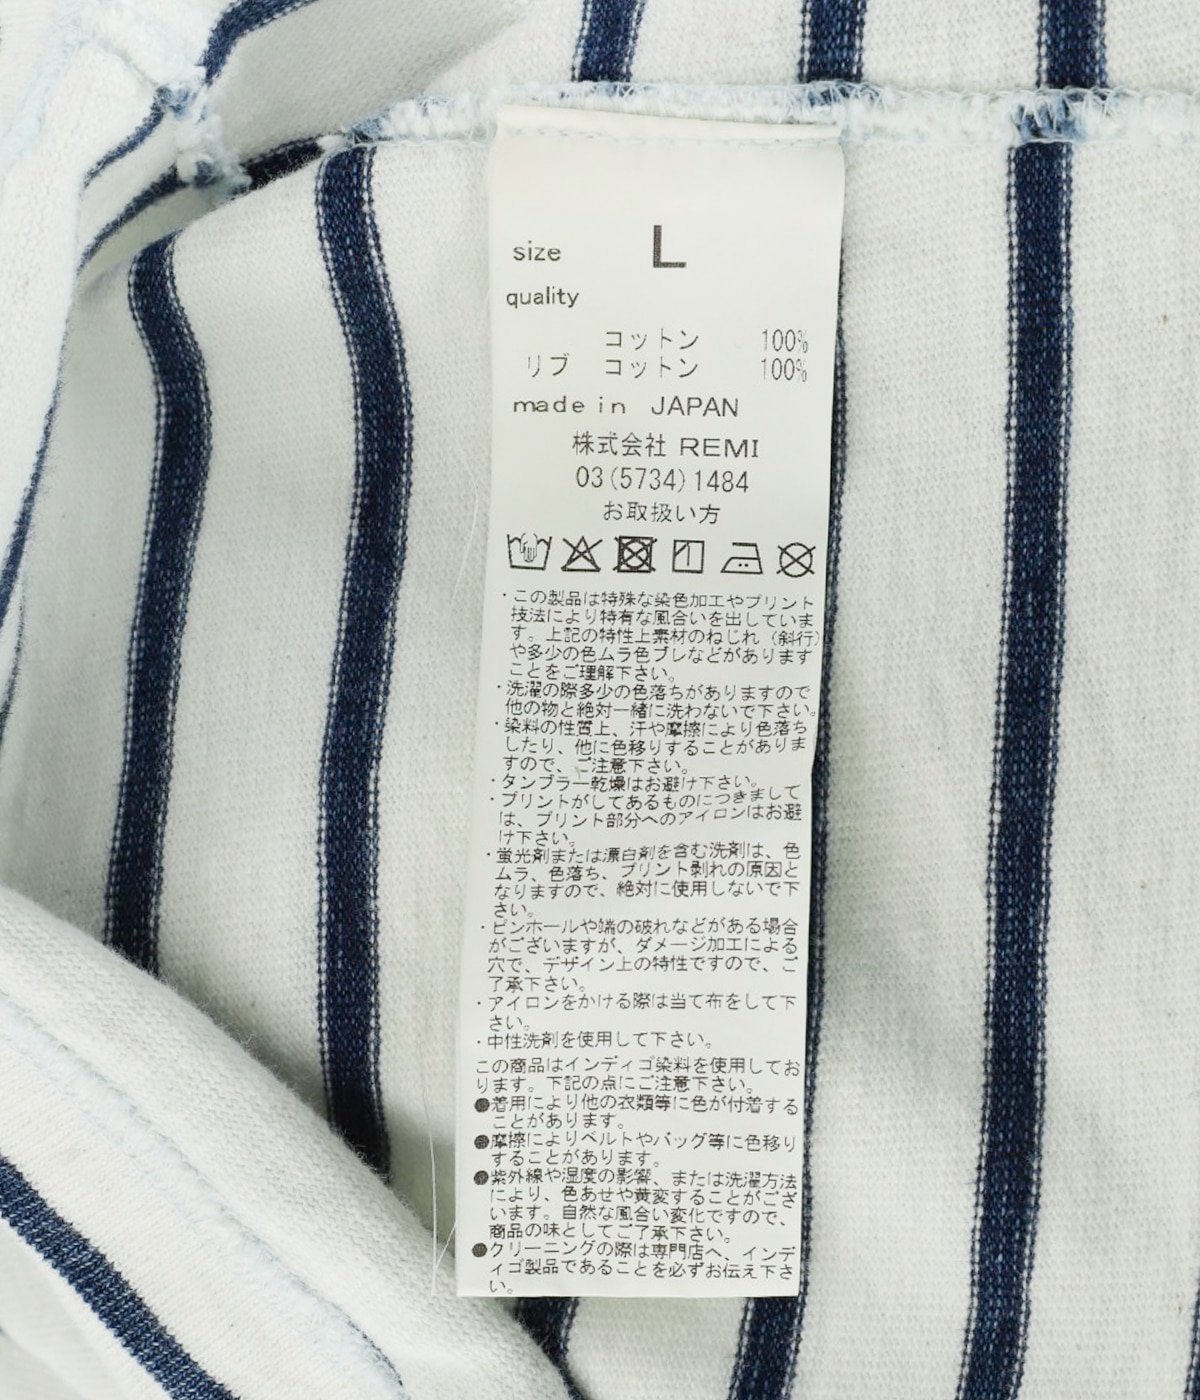 size L
quality
コットン 100%
リブ コットン 100%
made in JAPAN
株式会社 REMI
03(5734)1484
お取扱い方
・この製品は特殊な染色加工やプリント
技法により特有な風合いを出していま
す。上記の特性上素材のねじれ（斜行）
や多少の色ムラ色ブレなどがあります
ことをご理解下さい。
・洗濯の際多少の色落ちがありますので
他の物と絶対一緒に洗わないで下さい。
・染料の性質上、汗や摩擦により色落ち
したり、他に色移りすることがありま
すので、ご注意下さい。
・タンブラー乾燥はお避け下さい。
・プリントがしてあるものにつきまして
は、プリント部分へのアイロンはお避
け下さい。
・蛍光剤または漂白剤を含む洗剤は、色
ムラ、色落ち、プリント剥れの原因と
なりますので、絶対に使用しないで下
さい。
・ピンホールや端の破れなどがある場合
がございますが、ダメージ加工による
穴で、デザイン上の特性ですので、ご
了承下さい。
・アイロンをかける際は当て布をして下
さい。
・中性洗剤を使用して下さい。
この商品はインディゴ染料を使用してお
ります。下記の点にご注意下さい。
●着用により他の衣類等に色が付着する
ことがあります。
●摩擦によりベルトやバッグ等に色移り
することがあります。
●紫外線や湿度の影響、または洗濯方法
により、色あせや黄変することがござ
います。自然な風合い変化ですので、
商品の味としてご了承下さい。
●クリーニングの際は専門店へ、インデ
ィゴ製品であることを必ずお伝え下さ
い。